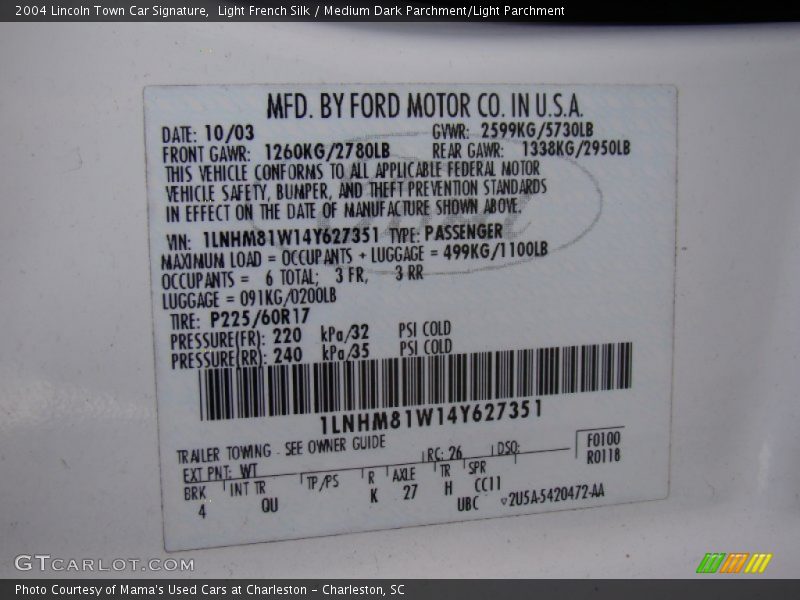 2004 Lincoln Town Car Signature,  Light French Silk / Medium Dark Parchment/Light Parchment
MFD. BY FORD MOTOR CO. IN U.S.A.
DATE: 10/03 GVWR: 2599KG/5730LB
FRONT GAWR: 1260KG/2780LB REAR GAWR: 1338KG/2950LB
THIS VEHICLE CONFORMS TO ALL APPLICABLE FEDERAL MOTOR
VEHICLE SAFETY, BUMPER, AND THEFT PREVENTION STANDARDS
IN EFFECT ON THE DATE OF MANUFACTURE SHOWN ABOVE.
VIN: 1LNHM81W14Y627351 TYPE: PASSENGER
MAXIMUM LOAD = OCCUPANTS + LUGGAGE = 499KG/1100LB
OCCUPANTS = 6 TOTAL; 3 FR, 3 RR
LUGGAGE = 091KG/0200LB
TIRE: P225/60R17
PRESSURE(FR): 220 kPa/32 PSI COLD
PRESSURE(RR): 240 kPa/35 PSI COLD
1LNHM81W14Y627351
TRAILER TOWING - SEE OWNER GUIDE
EXT PNT: WT RC: 26 DSO: F0100
R0118
BRK INT TR TP/PS R AXLE TR SPR
4 QU K 27 H CC11
UBC ▽2U5A-5420472-AA
GTCARLOT.COM
Photo Courtesy of Mama's Used Cars at Charleston - Charleston, SC